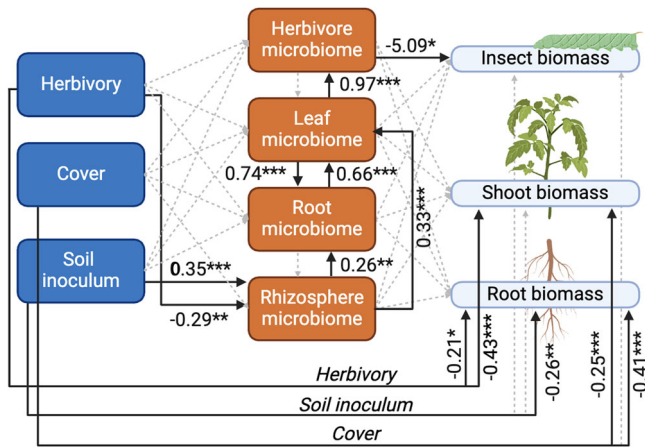 Herbivore
microbiome
-5.09*
Insect biomass
Herbivory
0.97***
Leaf
microbiome
Cover
0.74***
0.66***
0.33***
Shoot biomass
Root
microbiome
Soil
inoculum
0.35***
0.26**
Rhizosphere
microbiome
Root biomass
-0.29**
-0.21*
-0.43***
-0.26**
-0.25***
-0.41***
Herbivory
Soil inoculum
Cover